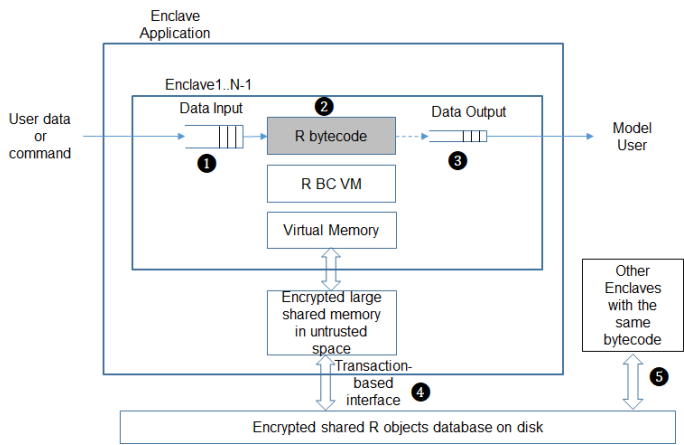 Enclave
Application
Enclave1..N-1
Data Input
2
Data Output
User data
or
command
R bytecode
Model
User
1
3
R BC VM
Virtual Memory
Other
Enclaves
with the
same
bytecode
Encrypted large
shared memory
in untrusted
space
Transaction-
based
interface
4
5
Encrypted shared R objects database on disk